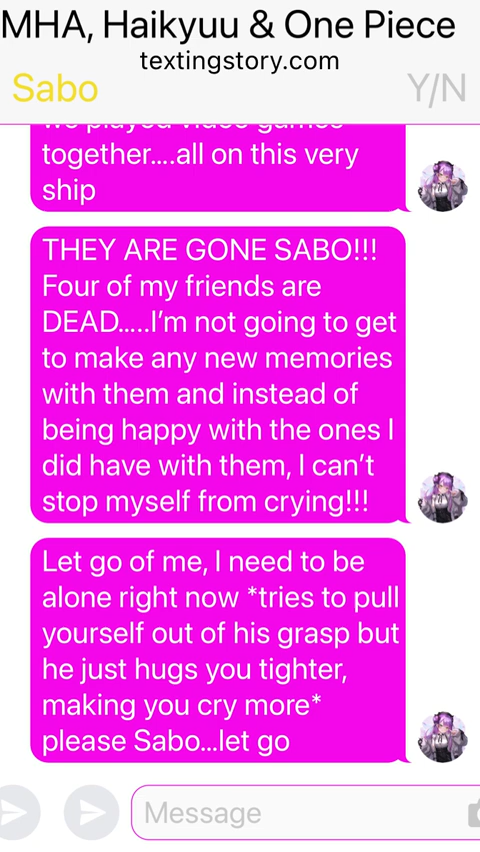 MHA, Haikyuu & One Piece
textingstory.com
Sabo
Y/N
we played video games
together....all on this very
ship
THEY ARE GONE SABO!!!
Four of my friends are
DEAD.....I’m not going to get
to make any new memories
with them and instead of
being happy with the ones I
did have with them, I can’t
stop myself from crying!!!
Let go of me, I need to be
alone right now *tries to pull
yourself out of his grasp but
he just hugs you tighter,
making you cry more*
please Sabo...let go
Message